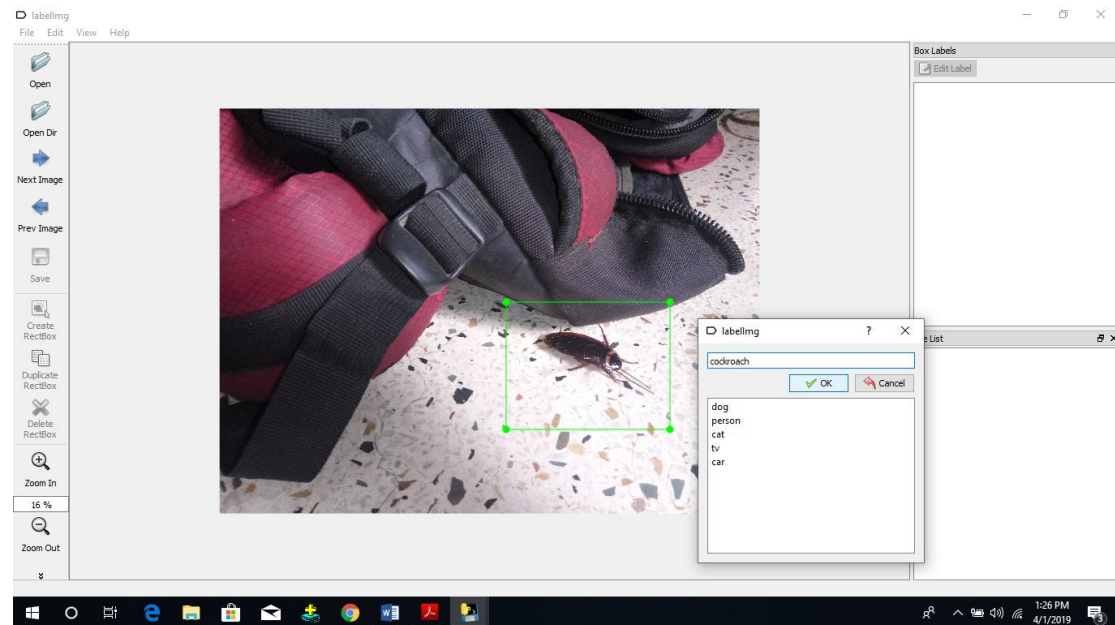 labelImg
File Edit View Help
Open
Open Dir
Next Image
Prev Image
Save
Create
RectBox
Duplicate
RectBox
Delete
RectBox
Zoom In
16 %
Zoom Out
Box Labels
Edit Label
e List
labelImg
?
cockroach
OK Cancel
dog
person
cat
tv
car
1:26 PM
4/1/2019
3